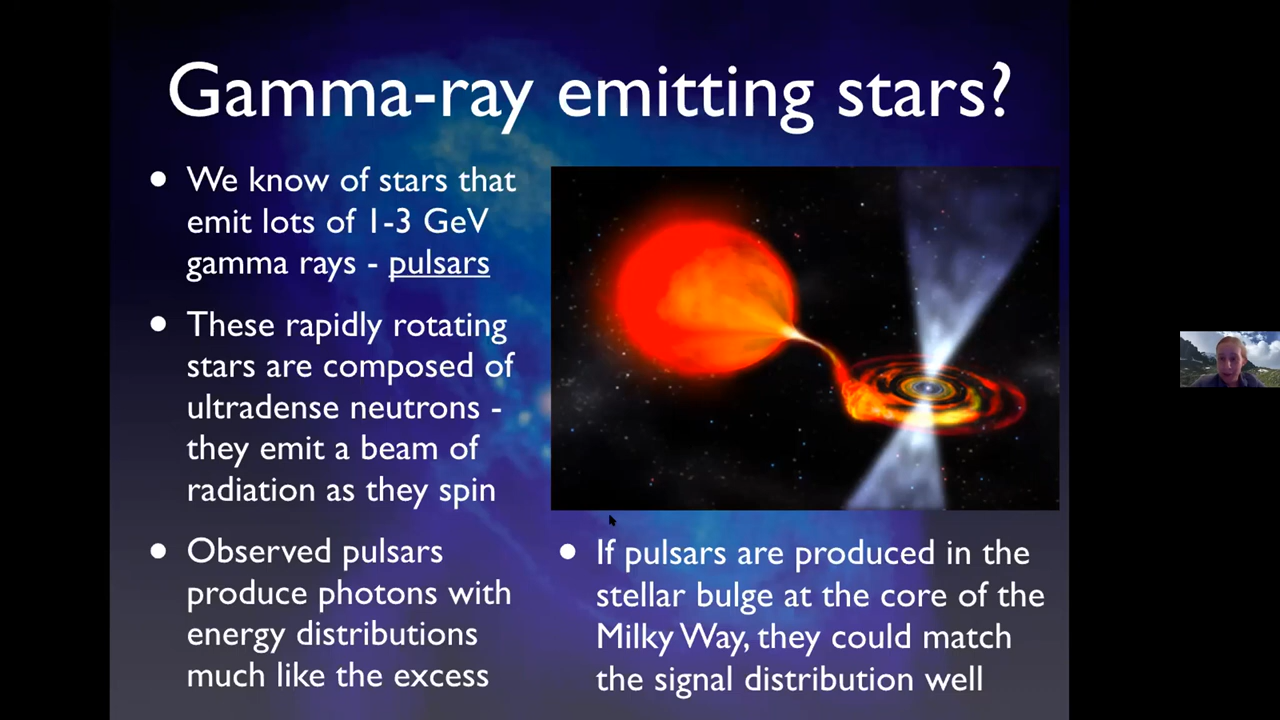 Gamma-ray emitting stars?
• We know of stars that
emit lots of 1-3 GeV
gamma rays - pulsars
• These rapidly rotating
stars are composed of
ultradense neutrons -
they emit a beam of
radiation as they spin
• Observed pulsars
produce photons with
energy distributions
much like the excess
• If pulsars are produced in the
stellar bulge at the core of the
Milky Way, they could match
the signal distribution well